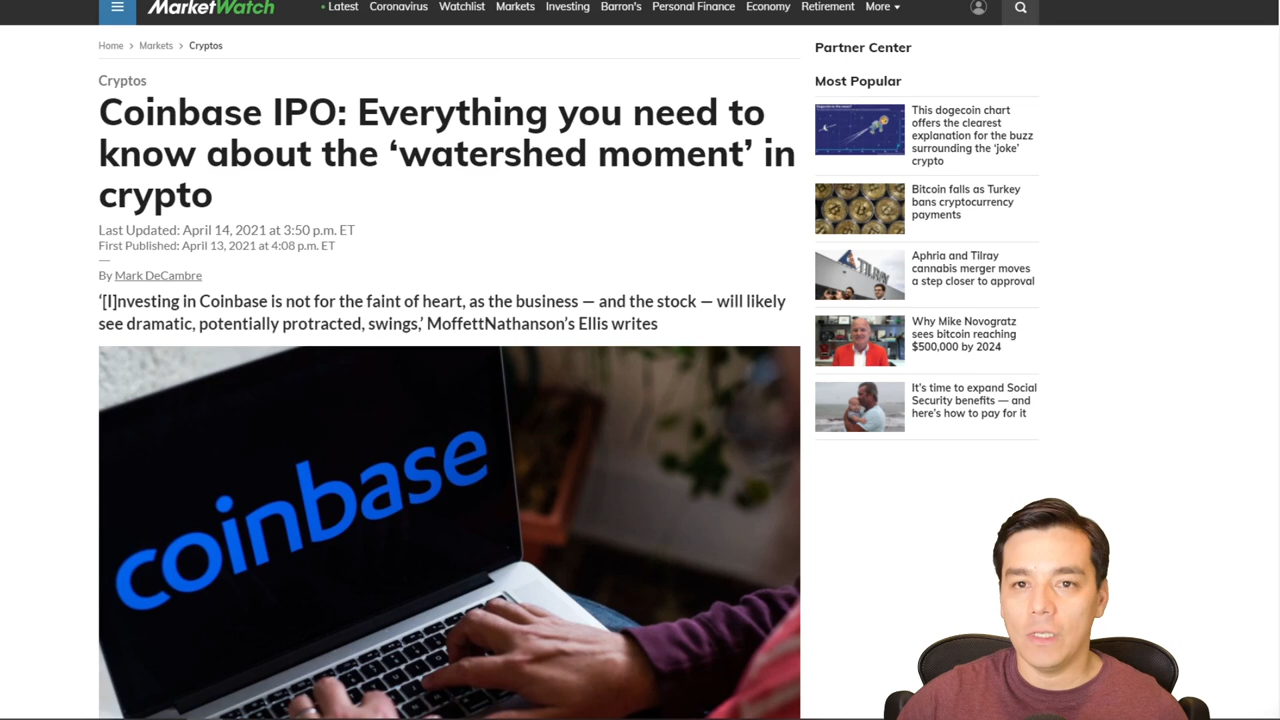 MarketWatch
Latest Coronavirus Watchlist Markets Investing Barron's Personal Finance Economy Retirement More
Home > Markets > Cryptos
Cryptos
Coinbase IPO: Everything you need to
know about the ‘watershed moment’ in
crypto
Last Updated: April 14, 2021 at 3:50 p.m. ET
First Published: April 13, 2021 at 4:08 p.m. ET
By Mark DeCambre
‘[I]nvesting in Coinbase is not for the faint of heart, as the business — and the stock — will likely
see dramatic, potentially protracted, swings,’ MoffettNathanson’s Ellis writes
coinbase
Partner Center
Most Popular
This dogecoin chart
offers the clearest
explanation for the buzz
surrounding the ‘joke’
crypto
Bitcoin falls as Turkey
bans cryptocurrency
payments
TILRAY
Aphria and Tilray
cannabis merger moves
a step closer to approval
Why Mike Novogratz
sees bitcoin reaching
$500,000 by 2024
It’s time to expand Social
Security benefits — and
here’s how to pay for it